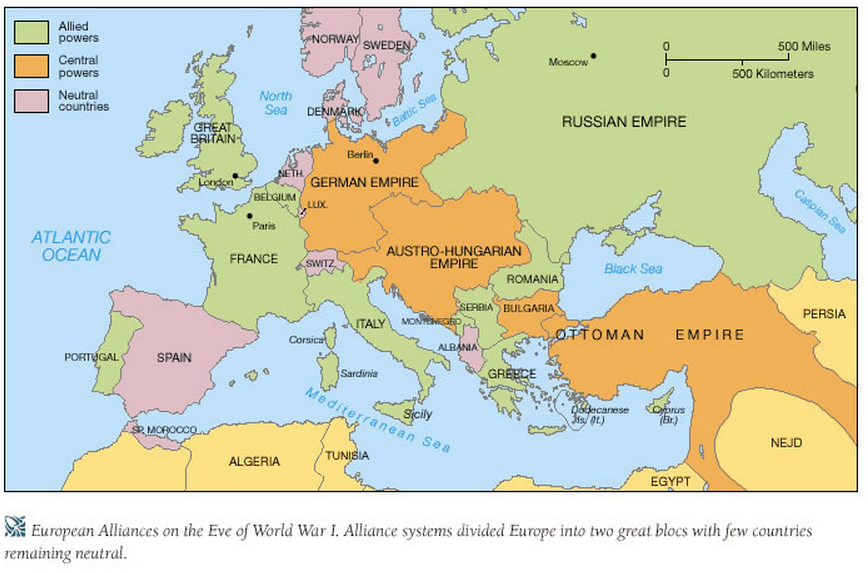 Allied
powers
Central
powers
Neutral
countries
NORWAY
SWEDEN
Moscow
0 500 Miles
0 500 Kilometers
North
Sea
DENMARK
Baltic Sea
RUSSIAN EMPIRE
GREAT
BRITAIN
London
NETH.
Berlin
GERMAN EMPIRE
BELGIUM
LUX.
Paris
Caspian Sea
ATLANTIC
OCEAN
FRANCE
SWITZ.
AUSTRO-HUNGARIAN
EMPIRE
Black Sea
ROMANIA
SERBIA
BULGARIA
PERSIA
ITALY
MONTENEGRO
OTTOMAN EMPIRE
Corsica
ALBANIA
PORTUGAL
SPAIN
Sardinia
GREECE
Mediterranean Sea
Sicily
Dodecanese
Is. (It.)
Cyprus
(Br.)
SP. MOROCCO
ALGERIA
TUNISIA
NEJD
EGYPT
European Alliances on the Eve of World War I. Alliance systems divided Europe into two great blocs with few countries
remaining neutral.